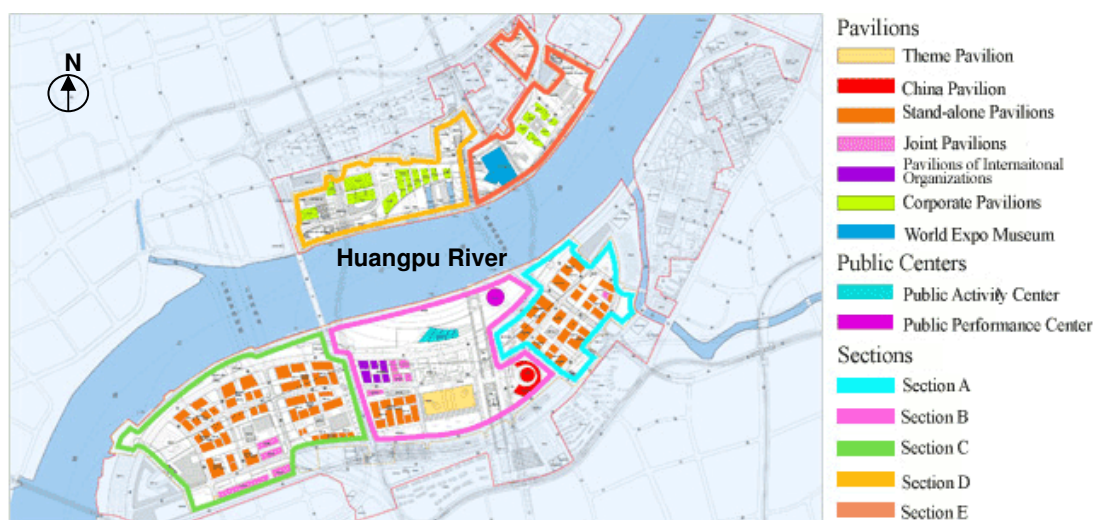 N
Huangpu River
Pavilions
Theme Pavilion
China Pavilion
Stand-alone Pavilions
Joint Pavilions
Pavilions of Internaitonal
Organizations
Corporate Pavilions
World Expo Museum
Public Centers
Public Activity Center
Public Performance Center
Sections
Section A
Section B
Section C
Section D
Section E